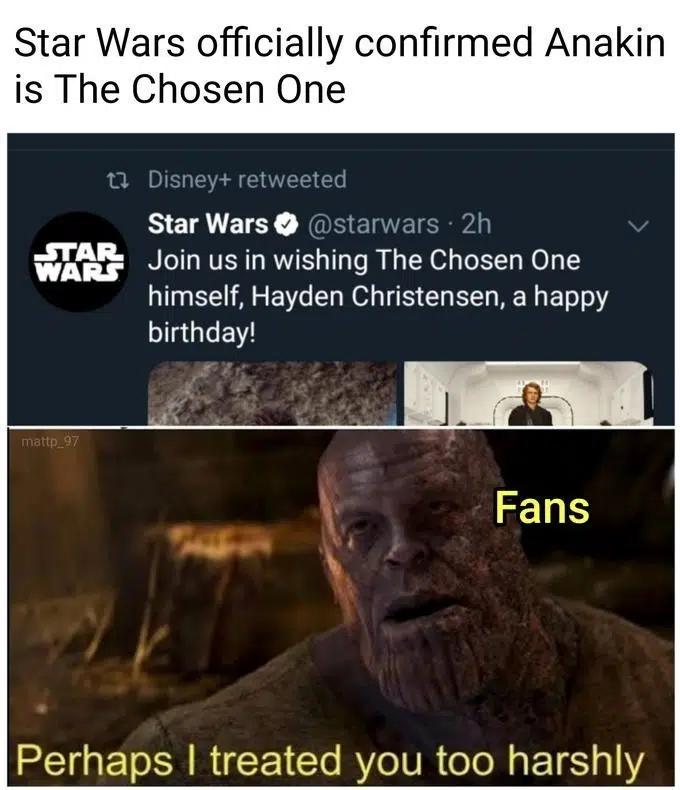 Star Wars officially confirmed Anakin
is The Chosen One
Disney+ retweeted
Star Wars @starwars · 2h
STAR
WARS
Join us in wishing The Chosen One
himself, Hayden Christensen, a happy
birthday!
mattp_97
Fans
Perhaps I treated you too harshly